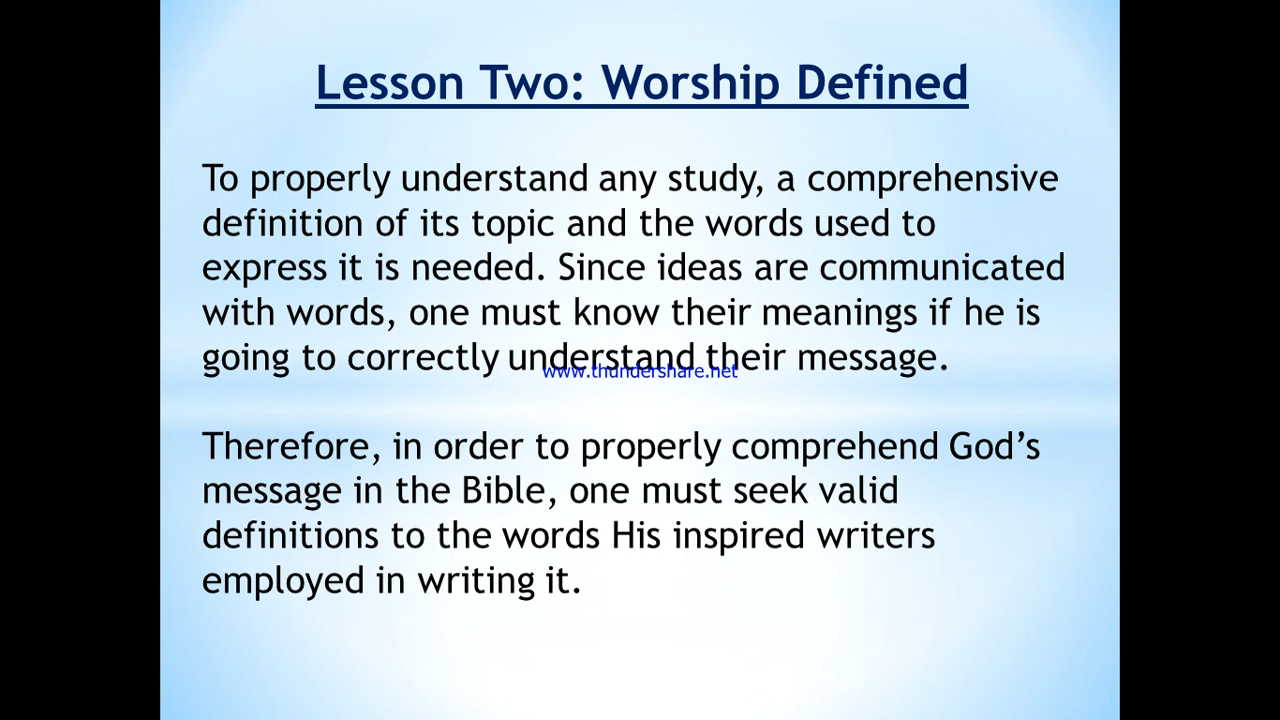 Lesson Two: Worship Defined
To properly understand any study, a comprehensive
definition of its topic and the words used to
express it is needed. Since ideas are communicated
with words, one must know their meanings if he is
going to correctly understand their message.
www.thundershare.net
Therefore, in order to properly comprehend God’s
message in the Bible, one must seek valid
definitions to the words His inspired writers
employed in writing it.